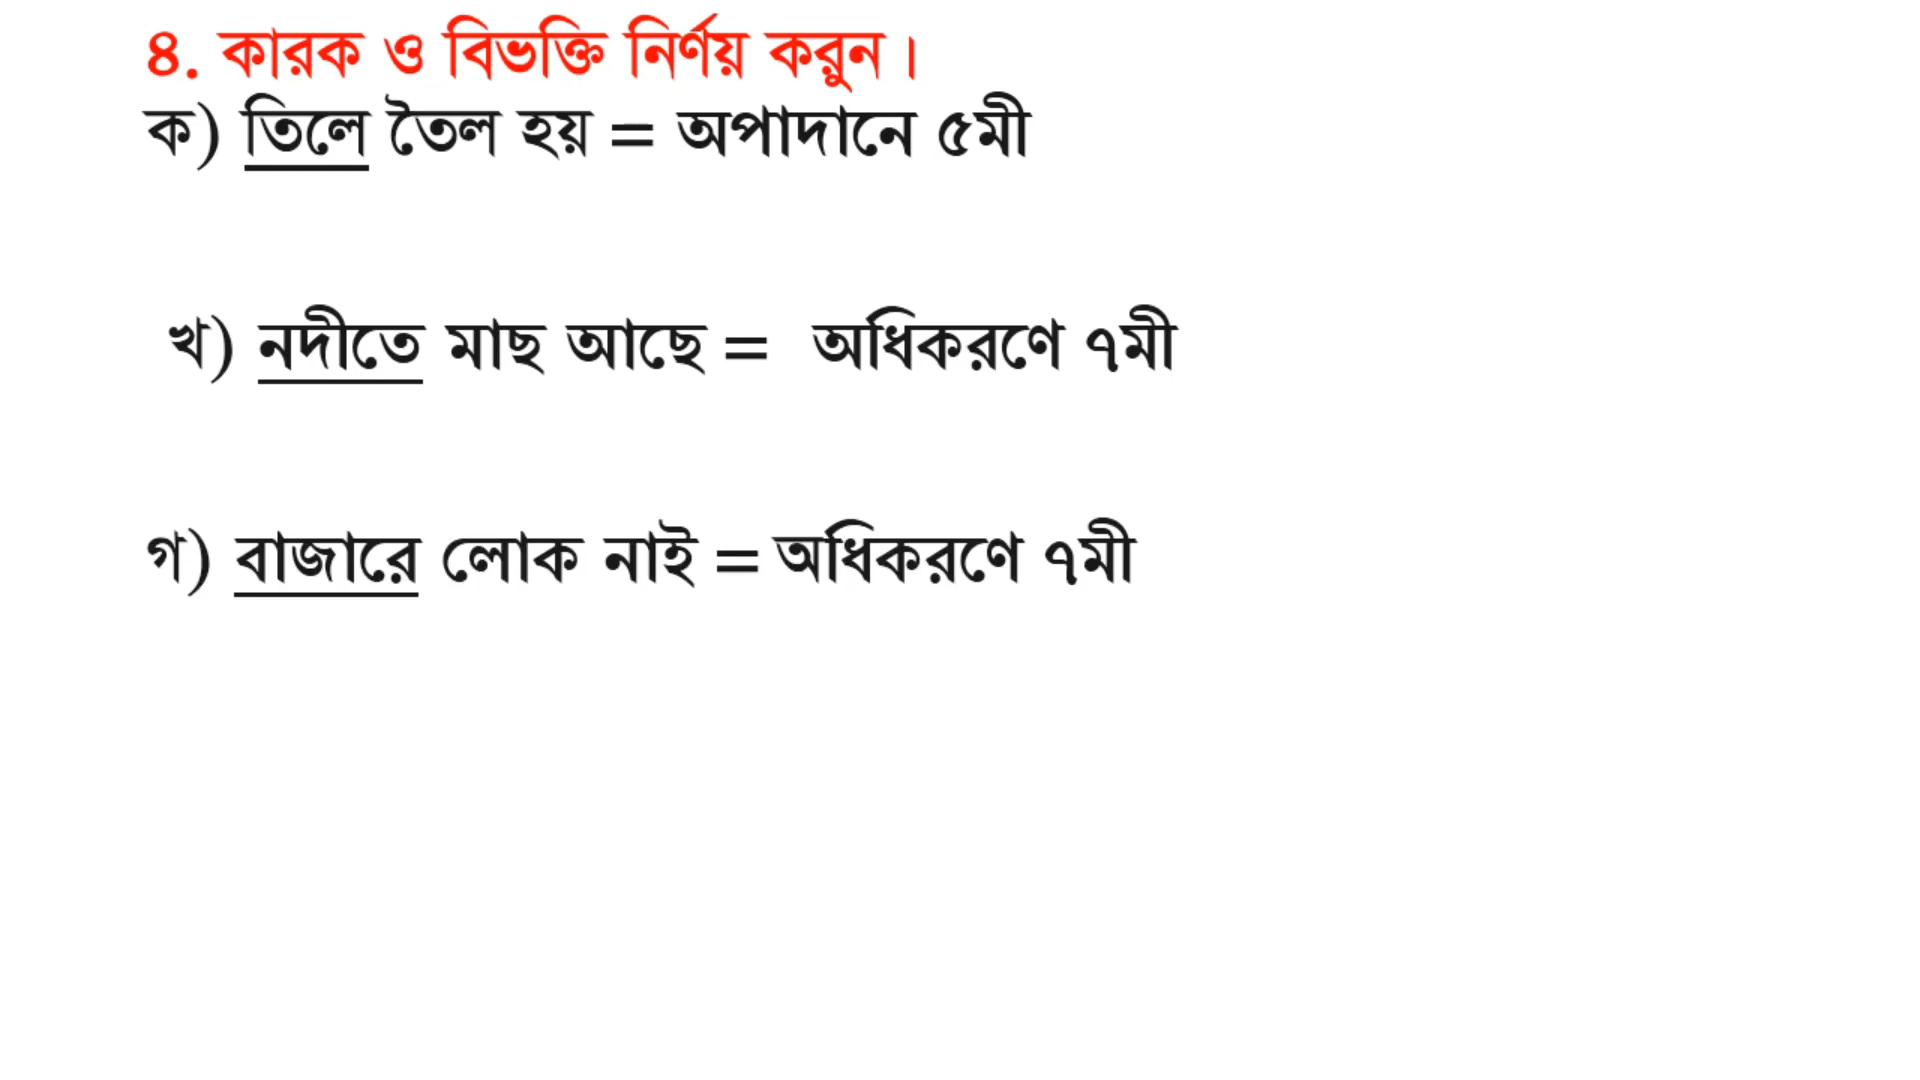 ৪. কারক ও বিভক্তি নির্ণয় করুন।
ক) তিলে তৈল হয় = অপাদানে ৫মী
খ) নদীতে মাছ আছে = অধিকরণে ৭মী
গ) বাজারে লোক নাই = অধিকরণে ৭মী